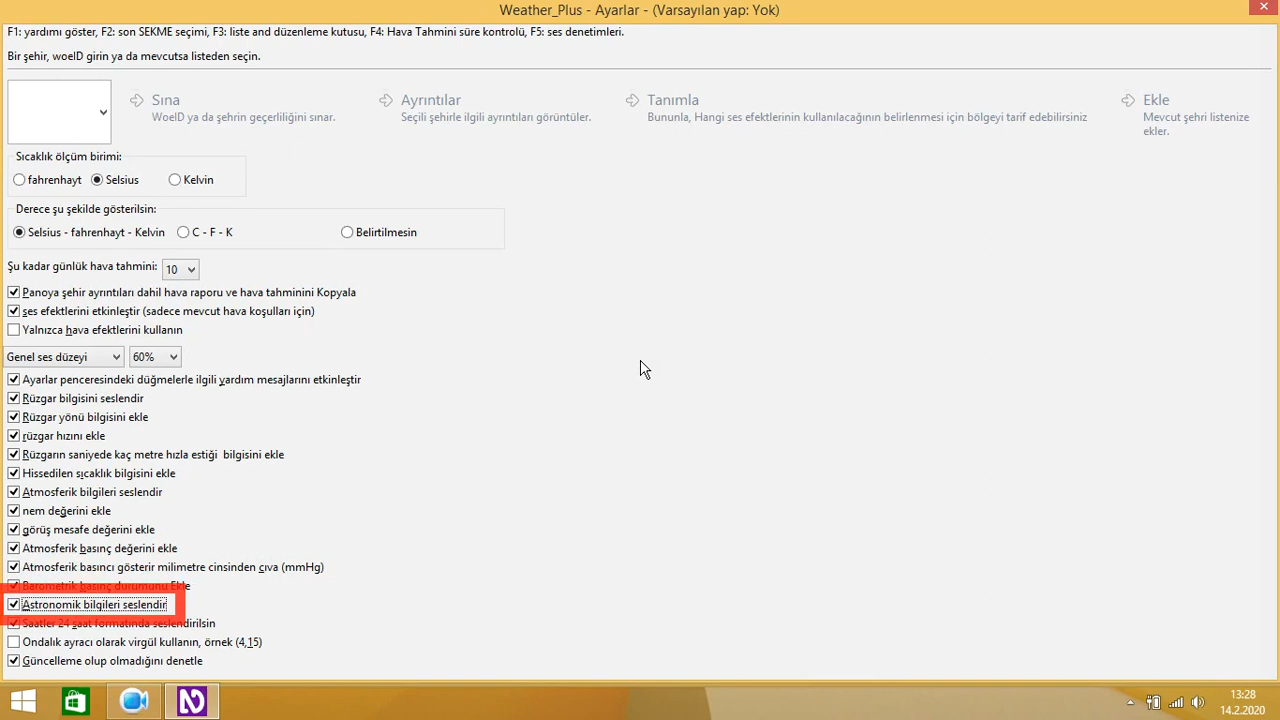 Weather_Plus - Ayarlar - (Varsayılan yap: Yok)
F1: yardımı göster, F2: son SEKME seçimi, F3: liste and düzenleme kutusu, F4: Hava Tahmini süre kontrolü, F5: ses denetimleri.
Bir şehir, woeID girin ya da mevcutsa listeden seçin.
Sına
WoeID ya da şehrin geçerliliğini sınar.
Ayrıntılar
Seçili şehirle ilgili ayrıntıları görüntüler.
Tanımla
Bununla, Hangi ses efektlerinin kullanılacağının belirlenmesi için bölgeyi tarif edebilirsiniz
Ekle
Mevcut şehri listenize
ekler.
Sıcaklık ölçüm birimi:
fahrenhayt Selsius Kelvin
Derece şu şekilde gösterilsin:
Selsius - fahrenhayt - Kelvin C - F - K Belirtilmesin
Şu kadar günlük hava tahmini: 10
Panoya şehir ayrıntıları dahil hava raporu ve hava tahminini Kopyala
ses efektlerini etkinleştir (sadece mevcut hava koşulları için)
Yalnızca hava efektlerini kullanın
Genel ses düzeyi 60%
Ayarlar penceresindeki düğmelerle ilgili yardım mesajlarını etkinleştir
Rüzgar bilgisini seslendir
Rüzgar yönü bilgisini ekle
rüzgar hızını ekle
Rüzgarın saniyede kaç metre hızla estiği bilgisini ekle
Hissedilen sıcaklık bilgisini ekle
Atmosferik bilgileri seslendir
nem değerini ekle
görüş mesafe değerini ekle
Atmosferik basınç değerini ekle
Atmosferik basıncı gösterir milimetre cinsinden cıva (mmHg)
Barometrik basınç durumunu Ekle
Astronomik bilgileri seslendir
Saatler 24 saat formatında seslendirilsin
Ondalık ayracı olarak virgül kullanın, örnek (4,15)
Güncelleme olup olmadığını denetle
13:28
14.2.2020